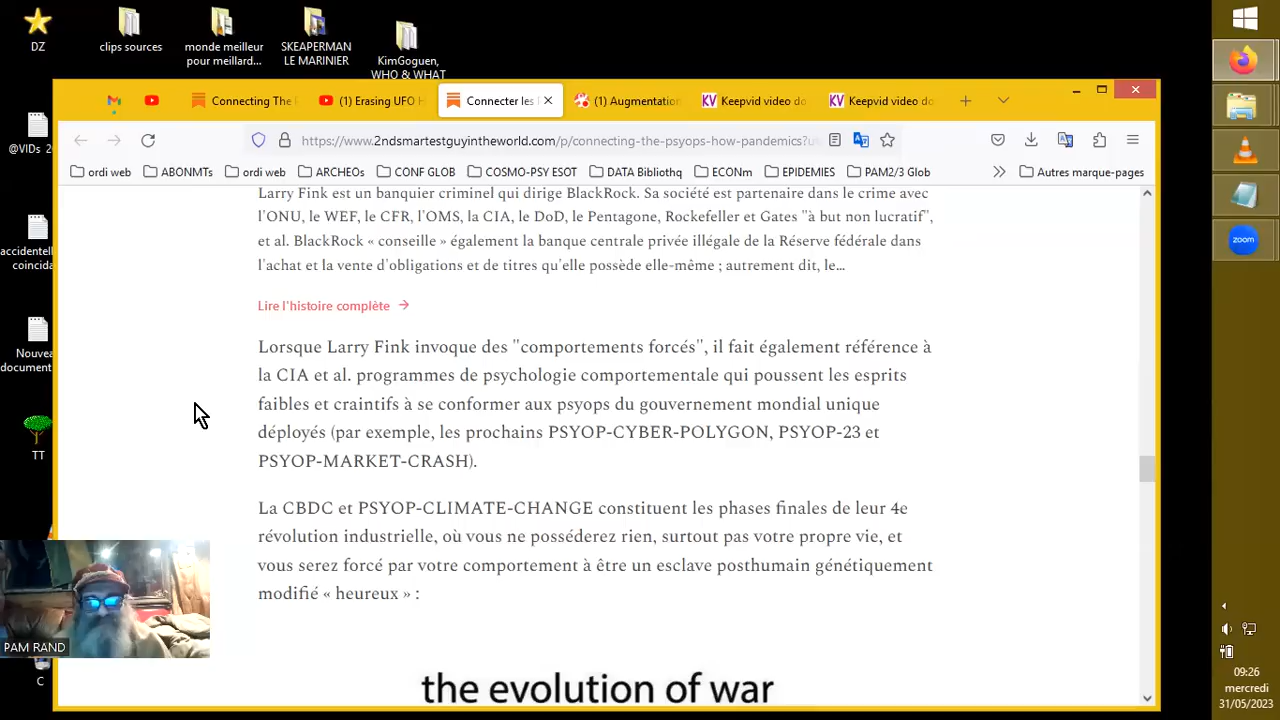 DZ
clips sources
monde meilleur
pour meillard...
SKEAPERMAN
LE MARINIER
KimGoguen,
WHO & WHAT
Connecting The P
(1) Erasing UFO H
Connecter les
(1) Augmentation
Keepvid video do
Keepvid video do
https://www.2ndsmartestguyintheworld.com/p/connecting-the-psyops-how-pandemics?u
ordi web
ABONMTs
ordi web
ARCHEOs
CONF GLOB
COSMO-PSY ESOT
DATA Bibliothq
ECONm
EPIDEMIES
PAM2/3 Glob
Autres marque-pages
@VIDs
accidentell
coincida
Nouvea
document
TT
C
Larry Fink est un banquier criminel qui dirige BlackRock. Sa société est partenaire dans le crime avec
l'ONU, le WEF, le CFR, l'OMS, la CIA, le DoD, le Pentagone, Rockefeller et Gates "à but non lucratif",
et al. BlackRock « conseille » également la banque centrale privée illégale de la Réserve fédérale dans
l'achat et la vente d'obligations et de titres qu'elle possède elle-même ; autrement dit, le...
Lire l'histoire complète
Lorsque Larry Fink invoque des "comportements forcés", il fait également référence à
la CIA et al. programmes de psychologie comportementale qui poussent les esprits
faibles et craintifs à se conformer aux psyops du gouvernement mondial unique
déployés (par exemple, les prochains PSYOP-CYBER-POLYGON, PSYOP-23 et
PSYOP-MARKET-CRASH).
La CBDC et PSYOP-CLIMATE-CHANGE constituent les phases finales de leur 4e
révolution industrielle, où vous ne posséderez rien, surtout pas votre propre vie, et
vous serez forcé par votre comportement à être un esclave posthumain génétiquement
modifié « heureux » :
the evolution of war
PAM RAND
zoom
09:26
mercredi
31/05/2023